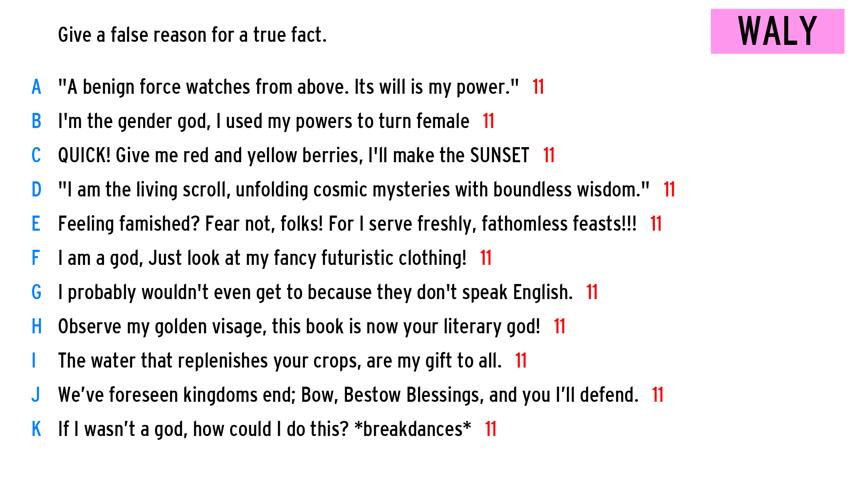 Give a false reason for a true fact.
WALY
A "A benign force watches from above. Its will is my power." 11
B I'm the gender god, I used my powers to turn female 11
C QUICK! Give me red and yellow berries, I'll make the SUNSET 11
D "I am the living scroll, unfolding cosmic mysteries with boundless wisdom." 11
E Feeling famished? Fear not, folks! For I serve freshly, fathomless feasts!!! 11
F I am a god, Just look at my fancy futuristic clothing! 11
G I probably wouldn't even get to because they don't speak English. 11
H Observe my golden visage, this book is now your literary god! 11
I The water that replenishes your crops, are my gift to all. 11
J We’ve foreseen kingdoms end; Bow, Bestow Blessings, and you I’ll defend. 11
K If I wasn’t a god, how could I do this? *breakdances* 11